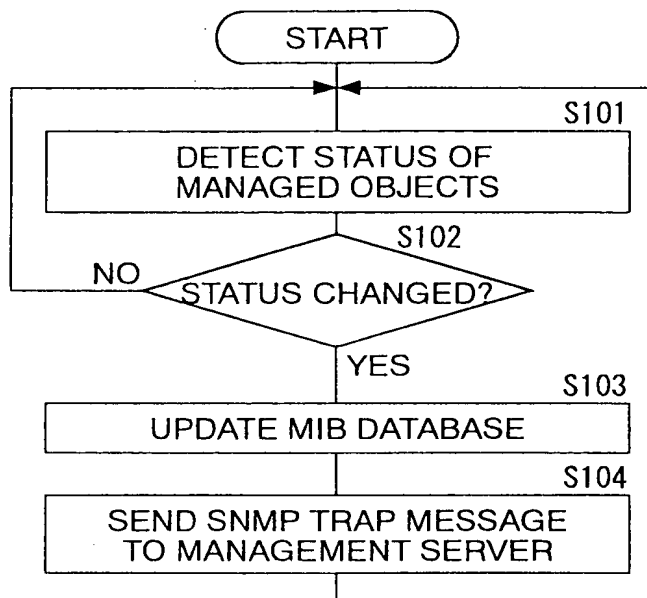 START
S101
DETECT STATUS OF
MANAGED OBJECTS
S102
NO
STATUS CHANGED?
YES
S103
UPDATE MIB DATABASE
S104
SEND SNMP TRAP MESSAGE
TO MANAGEMENT SERVER